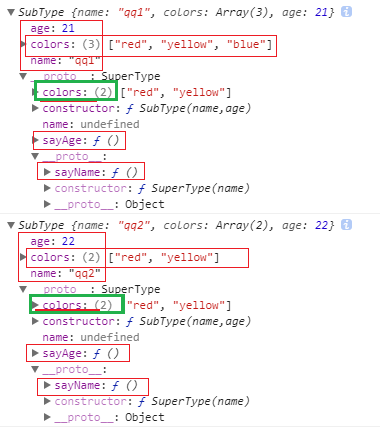 SubType {name: "qq1", colors: Array(3), age: 21} i
age: 21
colors: (3) ["red", "yellow", "blue"]
name: "qq1"
__proto__: SuperType
colors: (2) ["red", "yellow"]
constructor: ƒ SubType(name,age)
name: undefined
sayAge: ƒ ()
__proto__:
sayName: ƒ ()
constructor: ƒ SuperType(name)
__proto__: Object
SubType {name: "qq2", colors: Array(2), age: 22} i
age: 22
colors: (2) ["red", "yellow"]
name: "qq2"
__proto__: SuperType
colors: (2) "red", "yellow"]
constructor: ƒ SubType(name,age)
name: undefined
sayAge: ƒ ()
__proto__:
sayName: ƒ ()
constructor: ƒ SuperType(name)
__proto__: Object